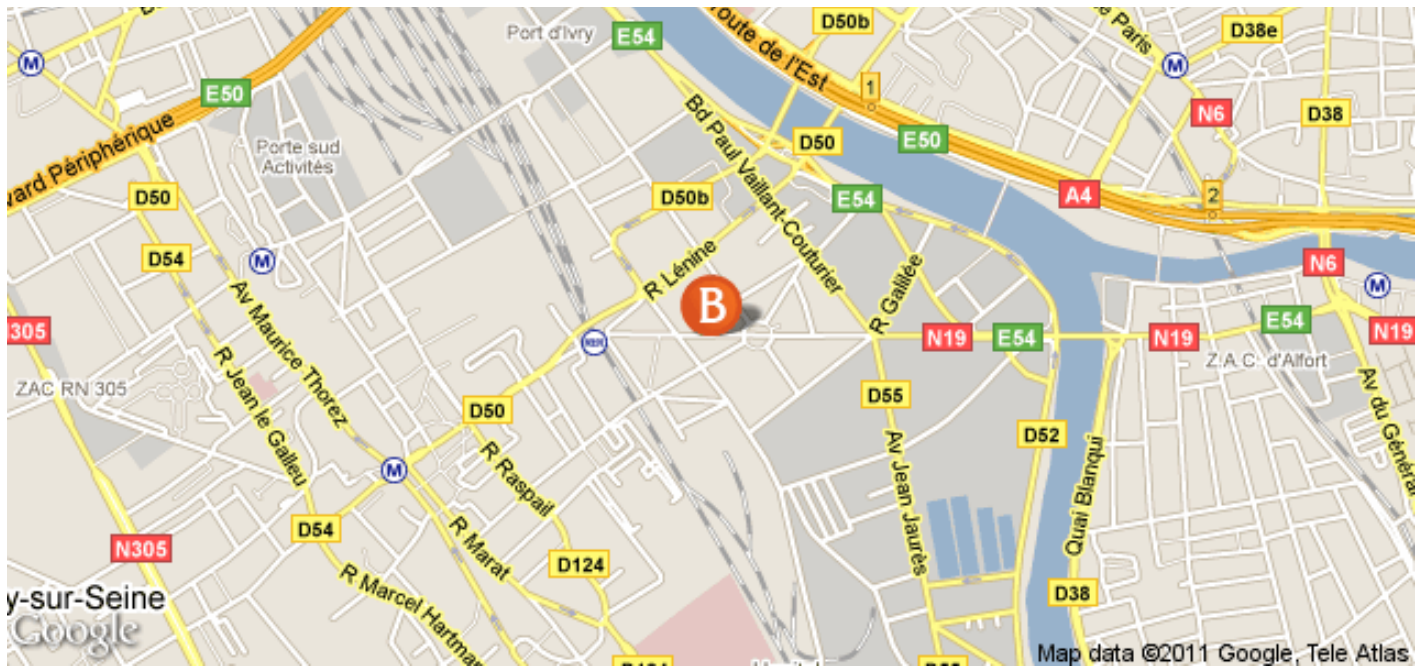 Port d'Ivry
D50b
D38e
E54
route de l'Est
de Paris
1
E50
N6
D38
vard Périphérique
Porte sud
Activités
Bd Paul Vaillant-Couturier
D50
E50
D50
D50b
E54
A4
2
D54
R Lénine
R Galilée
N6
Av Maurice Thorez
B
N305
RER
N19
E54
N19
E54
N19
Z.A.C. d'Alfort
ZAC RN 305
R Jean le Galleu
D50
D55
D52
Av du Général
M
R Raspail
Av Jean Jaurès
Quai Blanqui
D54
N305
R Marat
D124
R Marcel Hartman
D38
y-sur-Seine
Google
Map data ©2011 Google, Tele Atlas